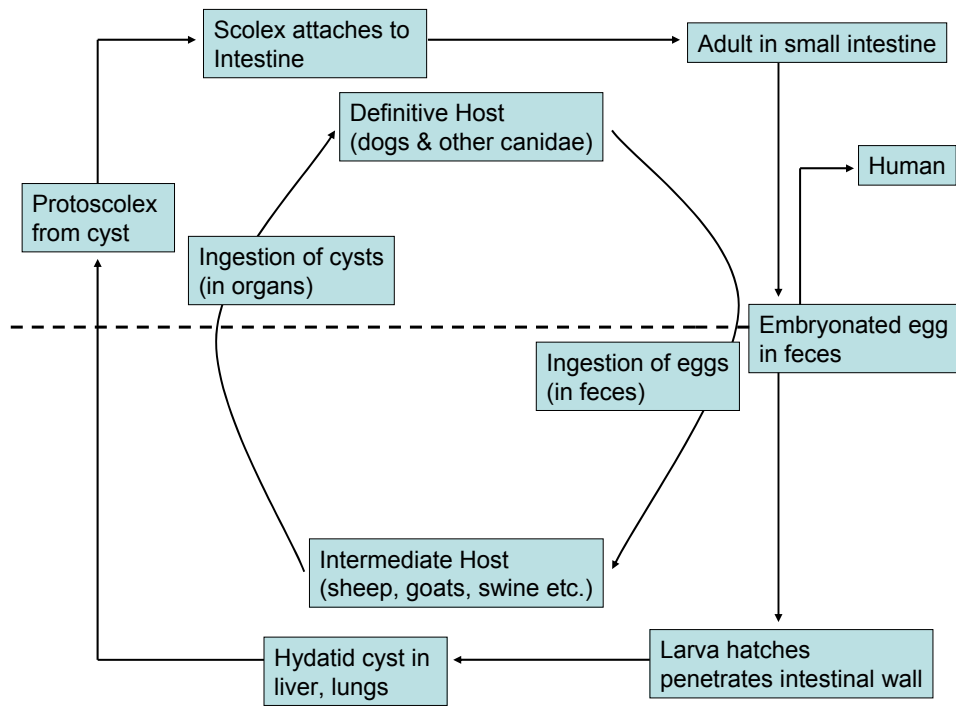 Scolex attaches to
Intestine
Adult in small intestine
Definitive Host
(dogs & other canidae)
Human
Protoscolex
from cyst
Ingestion of cysts
(in organs)
Embryonated egg
in feces
Ingestion of eggs
(in feces)
Intermediate Host
(sheep, goats, swine etc.)
Larva hatches
penetrates intestinal wall
Hydatid cyst in
liver, lungs